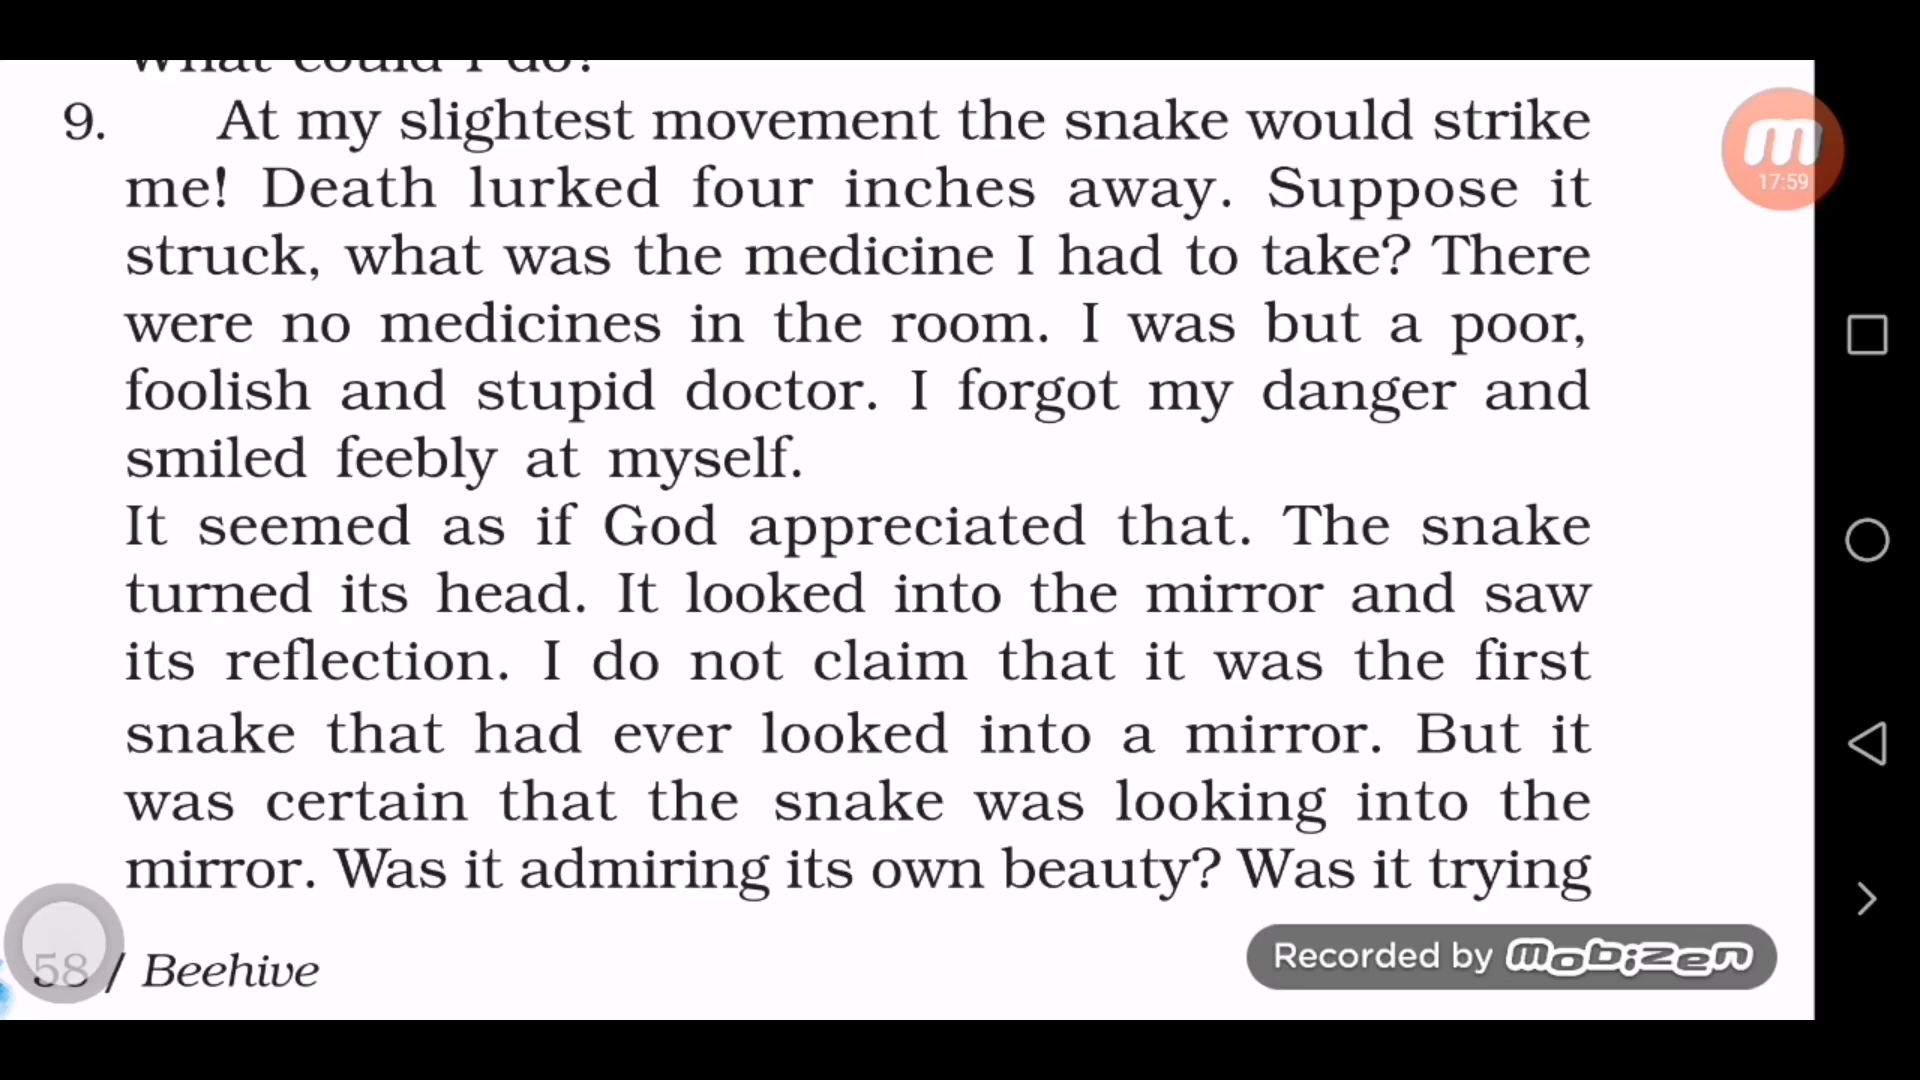 What could I do?
9. At my slightest movement the snake would strike
me! Death lurked four inches away. Suppose it
struck, what was the medicine I had to take? There
were no medicines in the room. I was but a poor,
foolish and stupid doctor. I forgot my danger and
smiled feebly at myself.
It seemed as if God appreciated that. The snake
turned its head. It looked into the mirror and saw
its reflection. I do not claim that it was the first
snake that had ever looked into a mirror. But it
was certain that the snake was looking into the
mirror. Was it admiring its own beauty? Was it trying
58 / Beehive
17:59
Recorded by mobizen